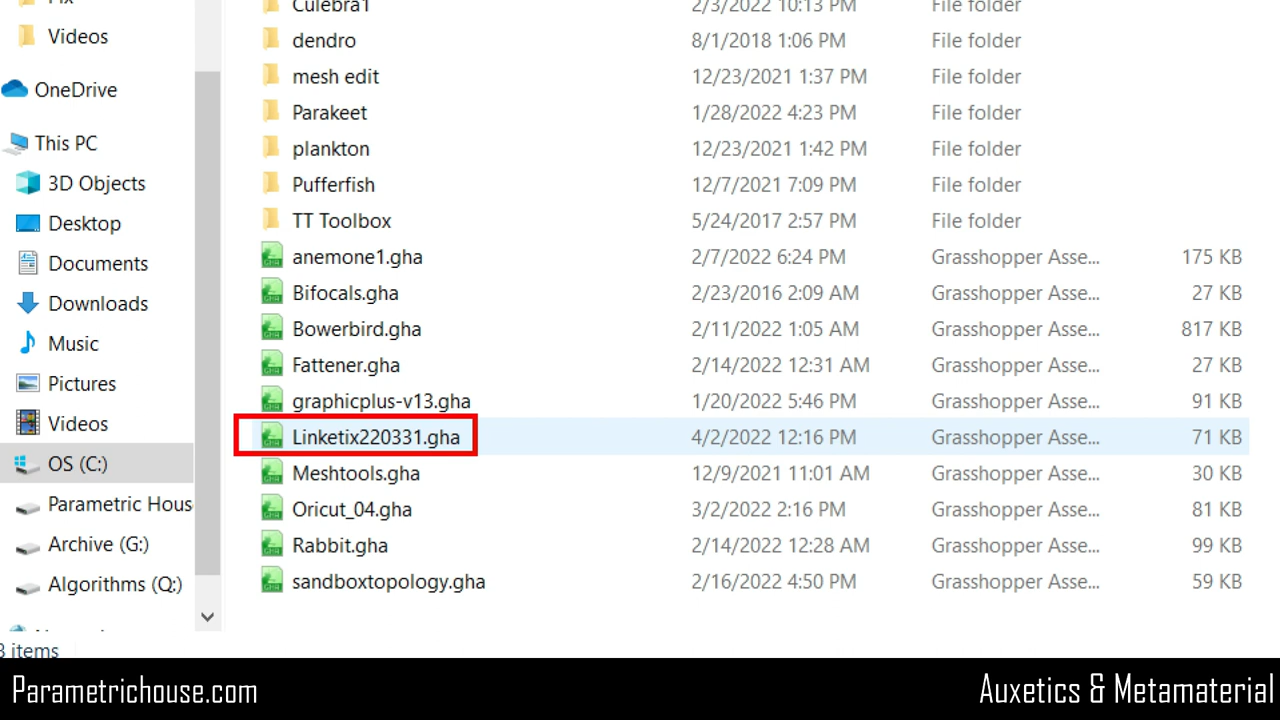 Videos
OneDrive
This PC
3D Objects
Desktop
Documents
Downloads
Music
Pictures
Videos
OS (C:)
Parametric Hous
Archive (G:)
Algorithms (Q:)
items
Culebra1 2/3/2022 10:13 PM File folder
dendro 8/1/2018 1:06 PM File folder
mesh edit 12/23/2021 1:37 PM File folder
Parakeet 1/28/2022 4:23 PM File folder
plankton 12/23/2021 1:42 PM File folder
Pufferfish 12/7/2021 7:09 PM File folder
TT Toolbox 5/24/2017 2:57 PM File folder
anemone1.gha 2/7/2022 6:24 PM Grasshopper Asse... 175 KB
Bifocals.gha 2/23/2016 2:09 AM Grasshopper Asse... 27 KB
Bowerbird.gha 2/11/2022 1:05 AM Grasshopper Asse... 817 KB
Fattener.gha 2/14/2022 12:31 AM Grasshopper Asse... 27 KB
graphicplus-v13.gha 1/20/2022 5:46 PM Grasshopper Asse... 91 KB
Linketix220331.gha 4/2/2022 12:16 PM Grasshopper Asse... 71 KB
Meshtools.gha 12/9/2021 11:01 AM Grasshopper Asse... 30 KB
Oricut_04.gha 3/2/2022 2:16 PM Grasshopper Asse... 81 KB
Rabbit.gha 2/14/2022 12:28 AM Grasshopper Asse... 99 KB
sandboxtopology.gha 2/16/2022 4:50 PM Grasshopper Asse... 59 KB
Parametrichouse.com
Auxetics & Metamaterial